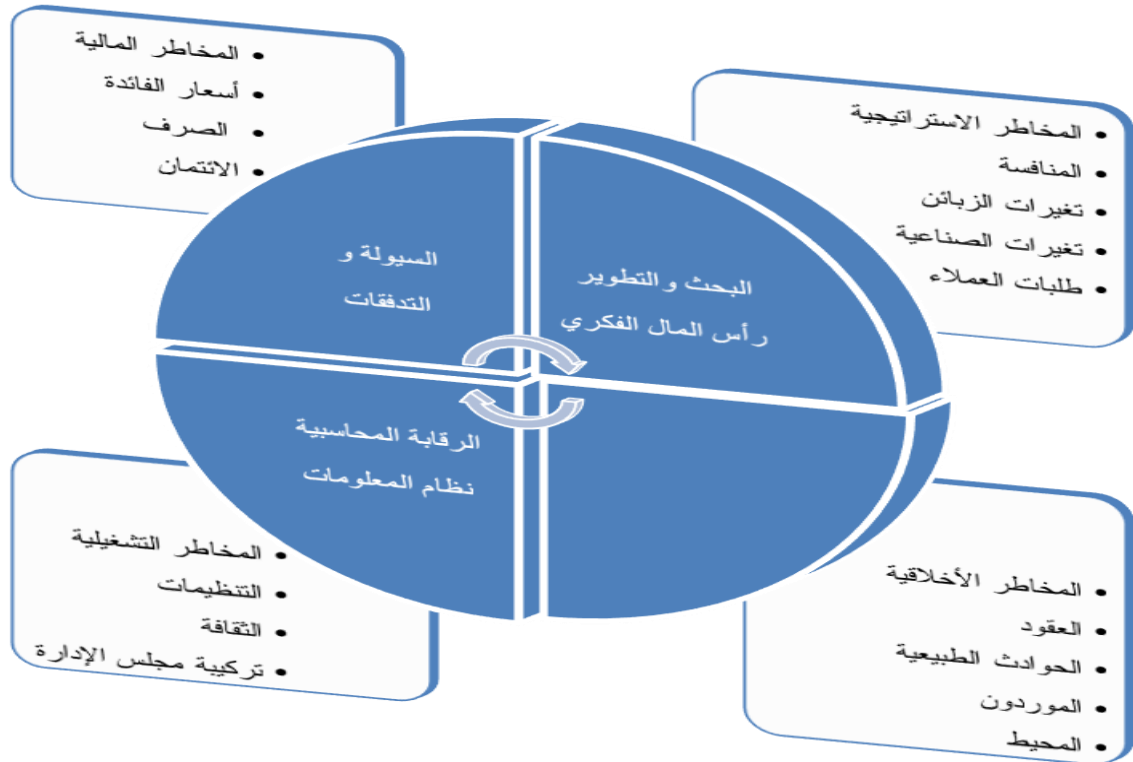 المخاطر الاستراتيجية
المنافسة
تغيرات الزبائن
تغيرات الصناعية
طلبات العملاء
المخاطر المالية
أسعار الفائدة
الصرف
الائتمان
البحث والتطوير
رأس المال الفكري
السيولة و
التدفقات
الرقابة المحاسبية
نظام المعلومات
المخاطر الأخلاقية
العقود
الحوادث الطبيعية
الموردون
المحيط
المخاطر التشغيلية
التنظيمات
الثقافة
تركيبة مجلس الإدارة